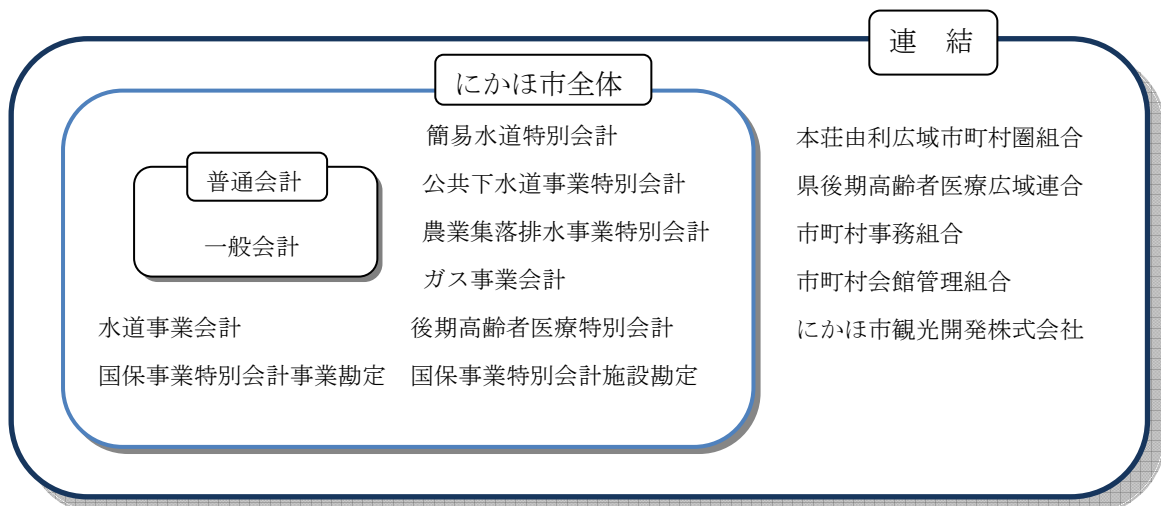 連 結
にかほ市全体
普通会計
一般会計
簡易水道特別会計
公共下水道事業特別会計
農業集落排水事業特別会計
ガス事業会計
水道事業会計
後期高齢者医療特別会計
国保事業特別会計事業勘定
国保事業特別会計施設勘定
本荘由利広域市町村圏組合
県後期高齢者医療広域連合
市町村事務組合
市町村会館管理組合
にかほ市観光開発株式会社